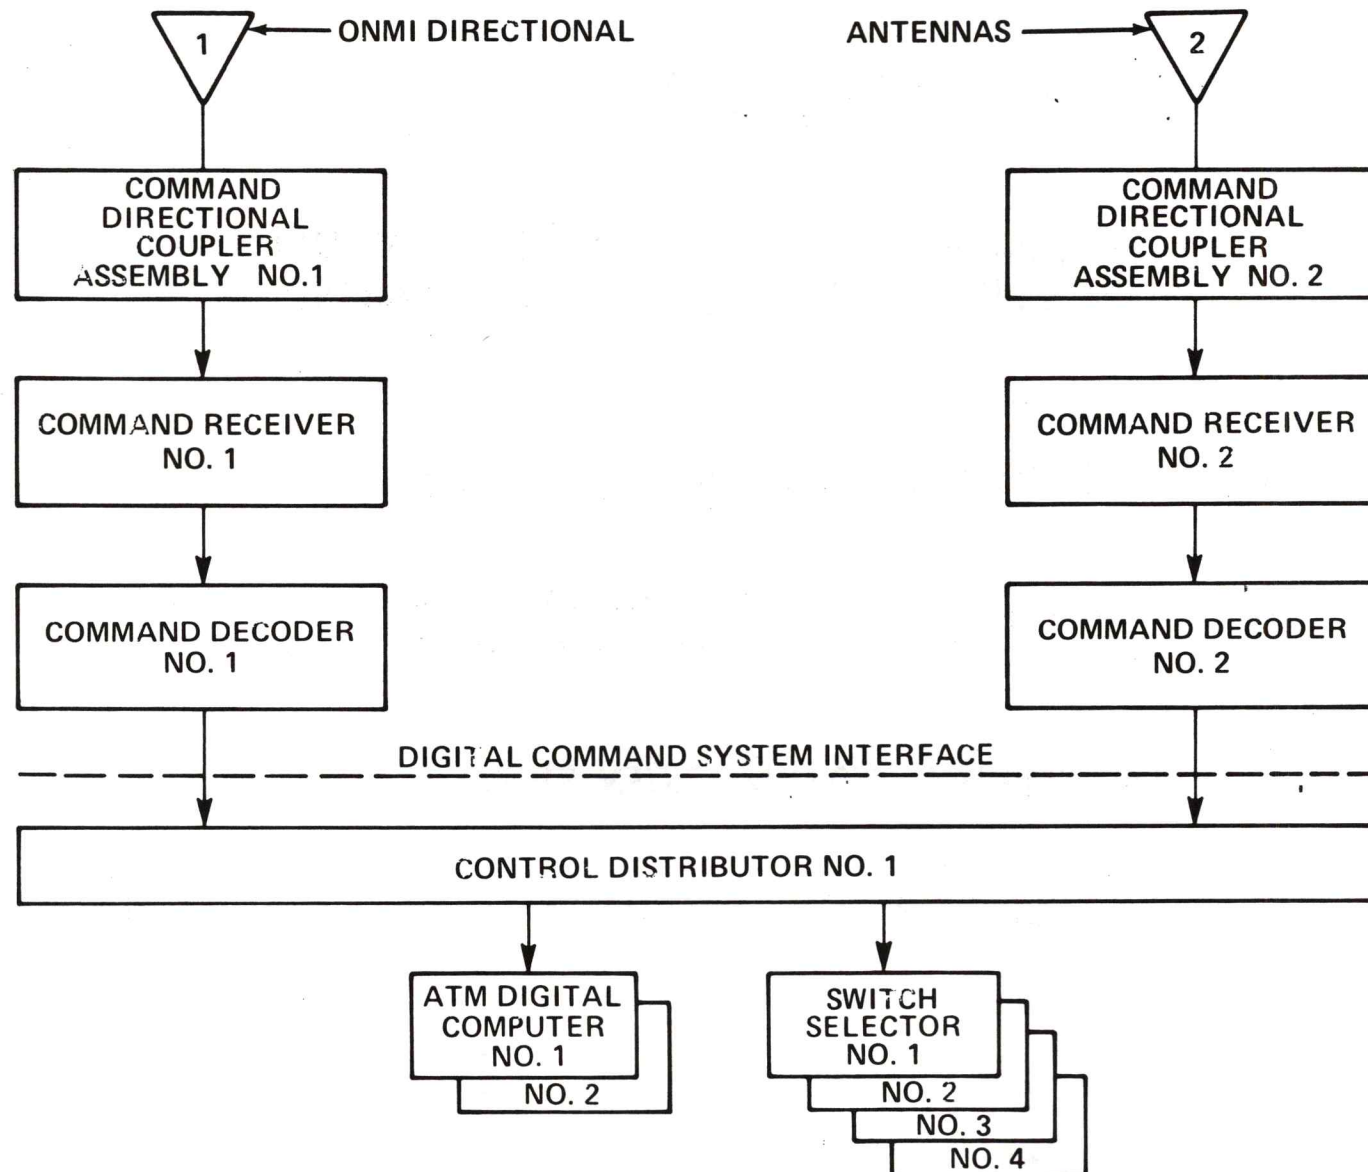 1
ONMI DIRECTIONAL
ANTENNAS
2
COMMAND
DIRECTIONAL
COUPLER
ASSEMBLY NO.1
COMMAND
DIRECTIONAL
COUPLER
ASSEMBLY NO. 2
COMMAND RECEIVER
NO. 1
COMMAND RECEIVER
NO. 2
COMMAND DECODER
NO. 1
COMMAND DECODER
NO. 2
DIGITAL COMMAND SYSTEM INTERFACE
CONTROL DISTRIBUTOR NO. 1
ATM DIGITAL
COMPUTER
NO. 1
NO. 2
SWITCH
SELECTOR
NO. 1
NO. 2
NO. 3
NO. 4